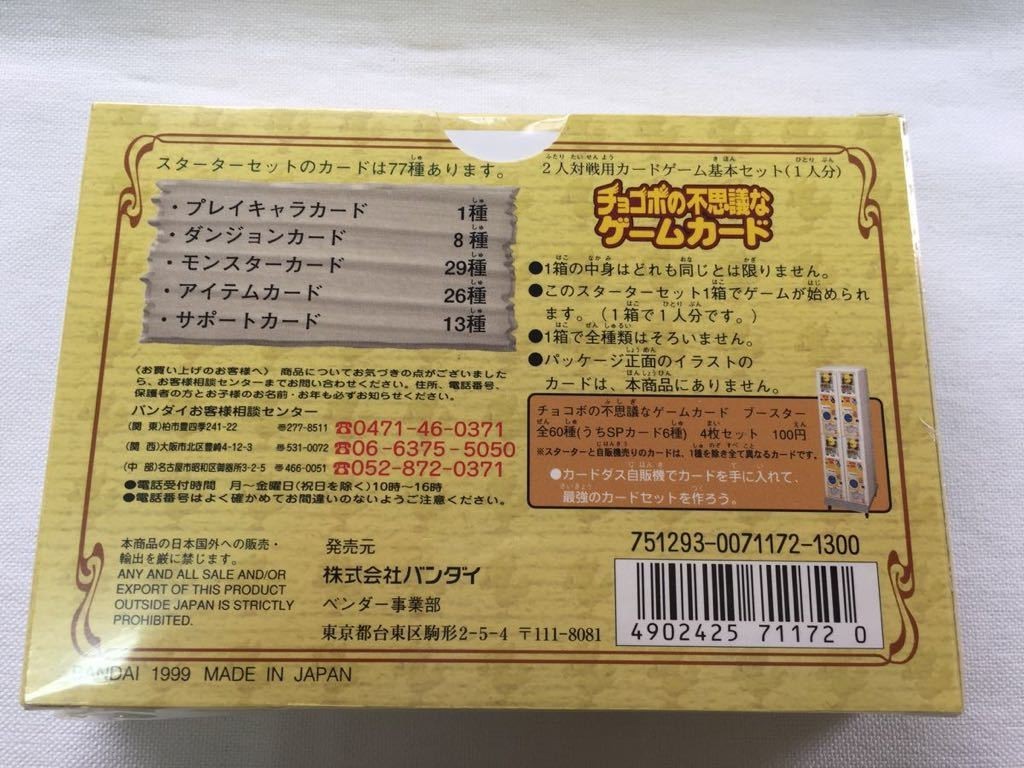 スターターセットのカードは77種あります。
・プレイキャラカード 1種
・ダンジョンカード 8種
・モンスターカード 29種
・アイテムカード 26種
・サポートカード 13種
〈お買い上げのお客様へ〉 商品についてお気づきの点がございましたら、お客様相談センターまでお問い合わせください。住所、電話番号、
保護者の方とお子様のお名前・お年も必ずお知らせください。
バンダイお客様相談センター
(関 東)柏市豊四季241-22 〠277-8511 ☎0471-46-0371
(関 西)大阪市北区豊崎4-12-3 〠531-0072 ☎06-6375-5050
(中 部)名古屋市昭和区御器所3-2-5 〠466-0051 ☎052-872-0371
●電話受付時間 月～金曜日(祝日を除く)10時～16時
●電話番号はよく確かめてお間違いのないようご注意ください。
2人対戦用カードゲーム基本セット(1人分)
チョコボの不思議な
ゲームカード
●1箱の中身はどれも同じとは限りません。
●このスターターセット1箱でゲームが始められ
ます。(1箱で1人分です。)
●1箱で全種類はそろいません。
●パッケージ正面のイラストの
カードは、本商品にありません。
チョコボの不思議なゲームカード ブースター
全60種(うちSPカード6種) 4枚セット 100円
※スターターと自販機売りのカードは、1種を除き全て異なるカードです。
●カードダス自販機でカードを手に入れて、
最強のカードセットを作ろう。
本商品の日本国外への販売・
輸出を厳に禁じます。
ANY AND ALL SALE AND/OR
EXPORT OF THIS PRODUCT
OUTSIDE JAPAN IS STRICTLY
PROHIBITED.
発売元
株式会社バンダイ
ベンダー事業部
東京都台東区駒形2-5-4 〒111-8081
751293-0071172-1300
4902425 71172 0
BANDAI 1999 MADE IN JAPAN